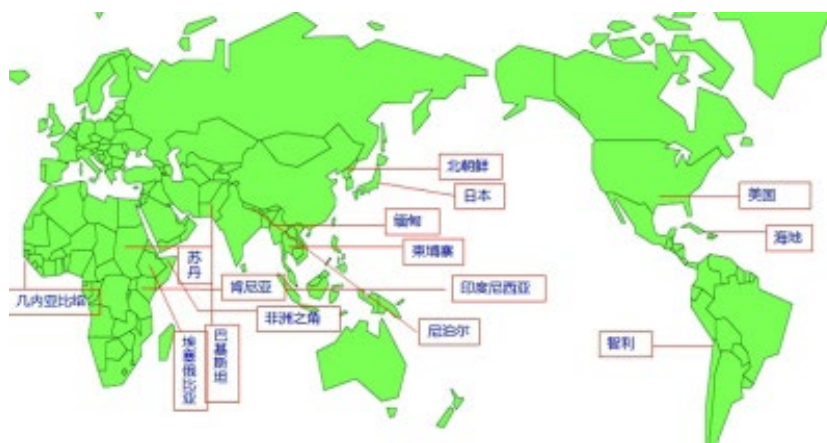 北朝鲜
日本
美国
缅甸
海地
柬埔寨
苏丹
肯尼亚
印度尼西亚
几内亚比绍
非洲之角
尼泊尔
智利
埃塞俄比亚
巴基斯坦